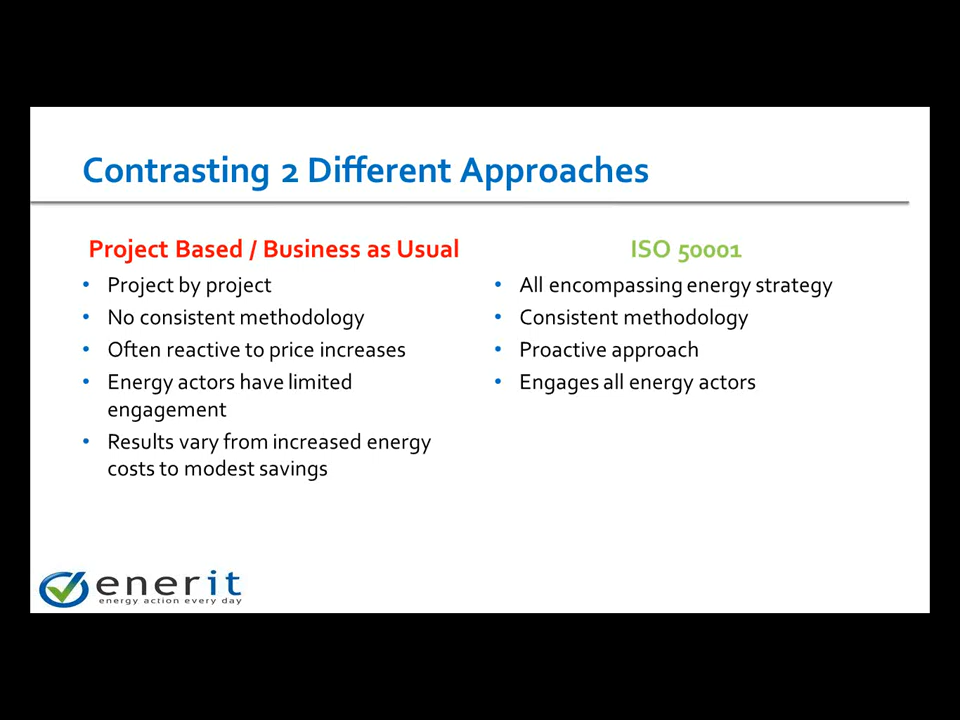 Contrasting 2 Different Approaches
Project Based / Business as Usual
• Project by project
• No consistent methodology
• Often reactive to price increases
• Energy actors have limited
engagement
• Results vary from increased energy
costs to modest savings
ISO 50001
• All encompassing energy strategy
• Consistent methodology
• Proactive approach
• Engages all energy actors
enerit
energy action every day